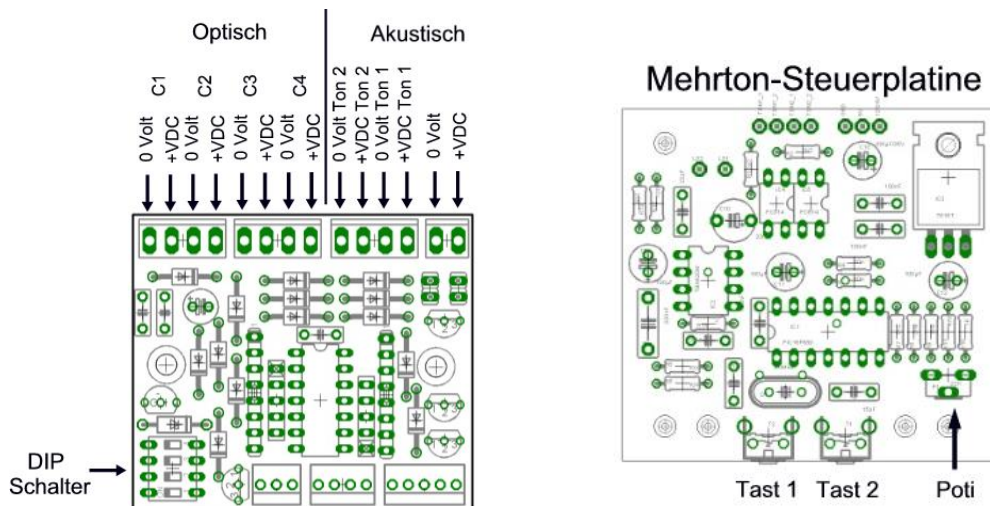 Optisch
Akustisch
C1
C2
C3
C4
0 Volt
+VDC
0 Volt
+VDC
0 Volt
+VDC
0 Volt
+VDC
0 Volt Ton 2
+VDC Ton 2
0 Volt Ton 1
+VDC Ton 1
0 Volt
+VDC
DIP
Schalter
Mehrton-Steuerplatine
Tast 1
Tast 2
Poti